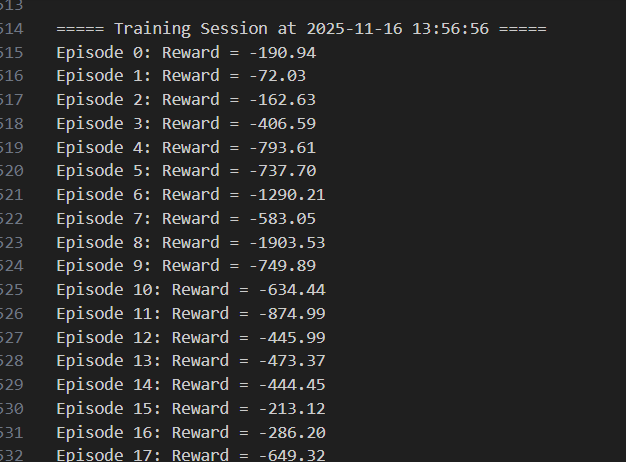 513
514 ===== Training Session at 2025-11-16 13:56:56 =====
515 Episode 0: Reward = -190.94
516 Episode 1: Reward = -72.03
517 Episode 2: Reward = -162.63
518 Episode 3: Reward = -406.59
519 Episode 4: Reward = -793.61
520 Episode 5: Reward = -737.70
521 Episode 6: Reward = -1290.21
522 Episode 7: Reward = -583.05
523 Episode 8: Reward = -1903.53
524 Episode 9: Reward = -749.89
525 Episode 10: Reward = -634.44
526 Episode 11: Reward = -874.99
527 Episode 12: Reward = -445.99
528 Episode 13: Reward = -473.37
529 Episode 14: Reward = -444.45
530 Episode 15: Reward = -213.12
531 Episode 16: Reward = -286.20
532 Episode 17: Reward = -649.32